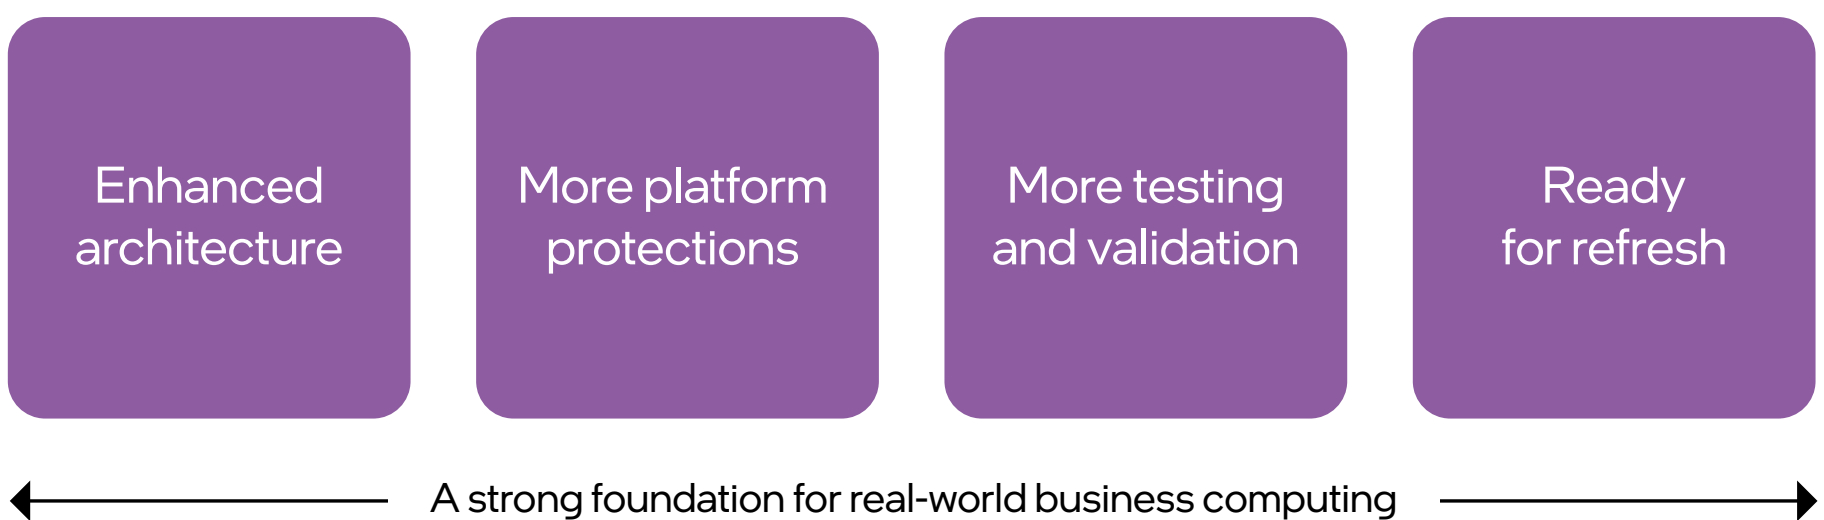 Enhanced
architecture
More platform
protections
More testing
and validation
Ready
for refresh
A strong foundation for real-world business computing